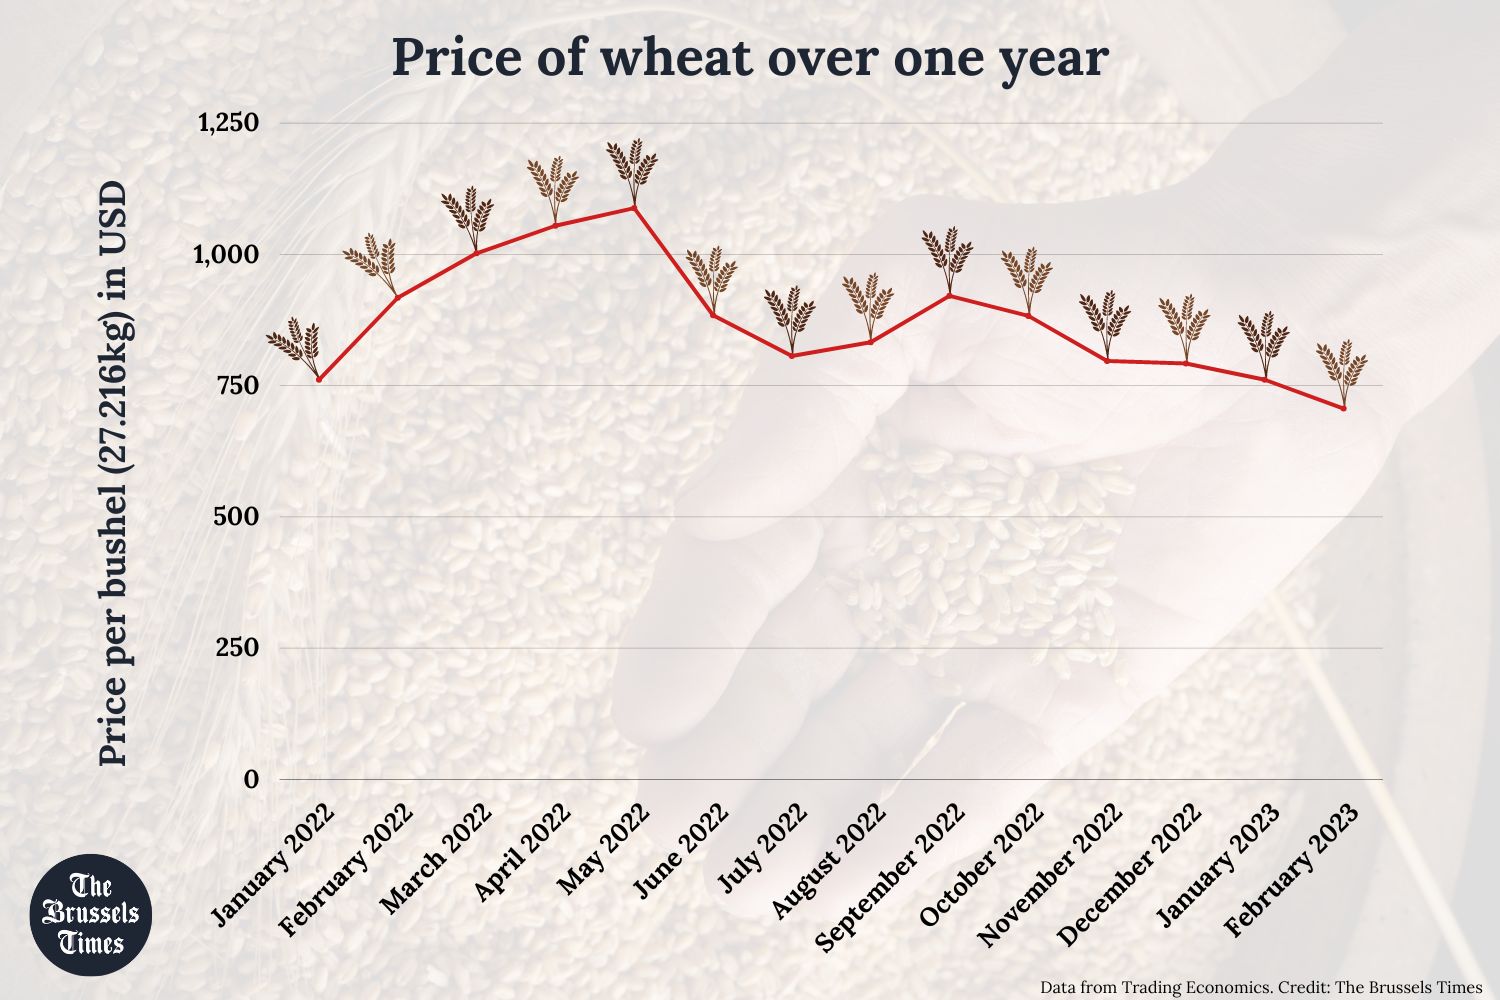 Price of wheat over one year
Price per bushel (27.216kg) in USD
1,250
1,000
750
500
250
0
January 2022
February 2022
March 2022
April 2022
May 2022
June 2022
July 2022
August 2022
September 2022
October 2022
November 2022
December 2022
January 2023
February 2023
The
Brussels
Times
Data from Trading Economics. Credit: The Brussels Times